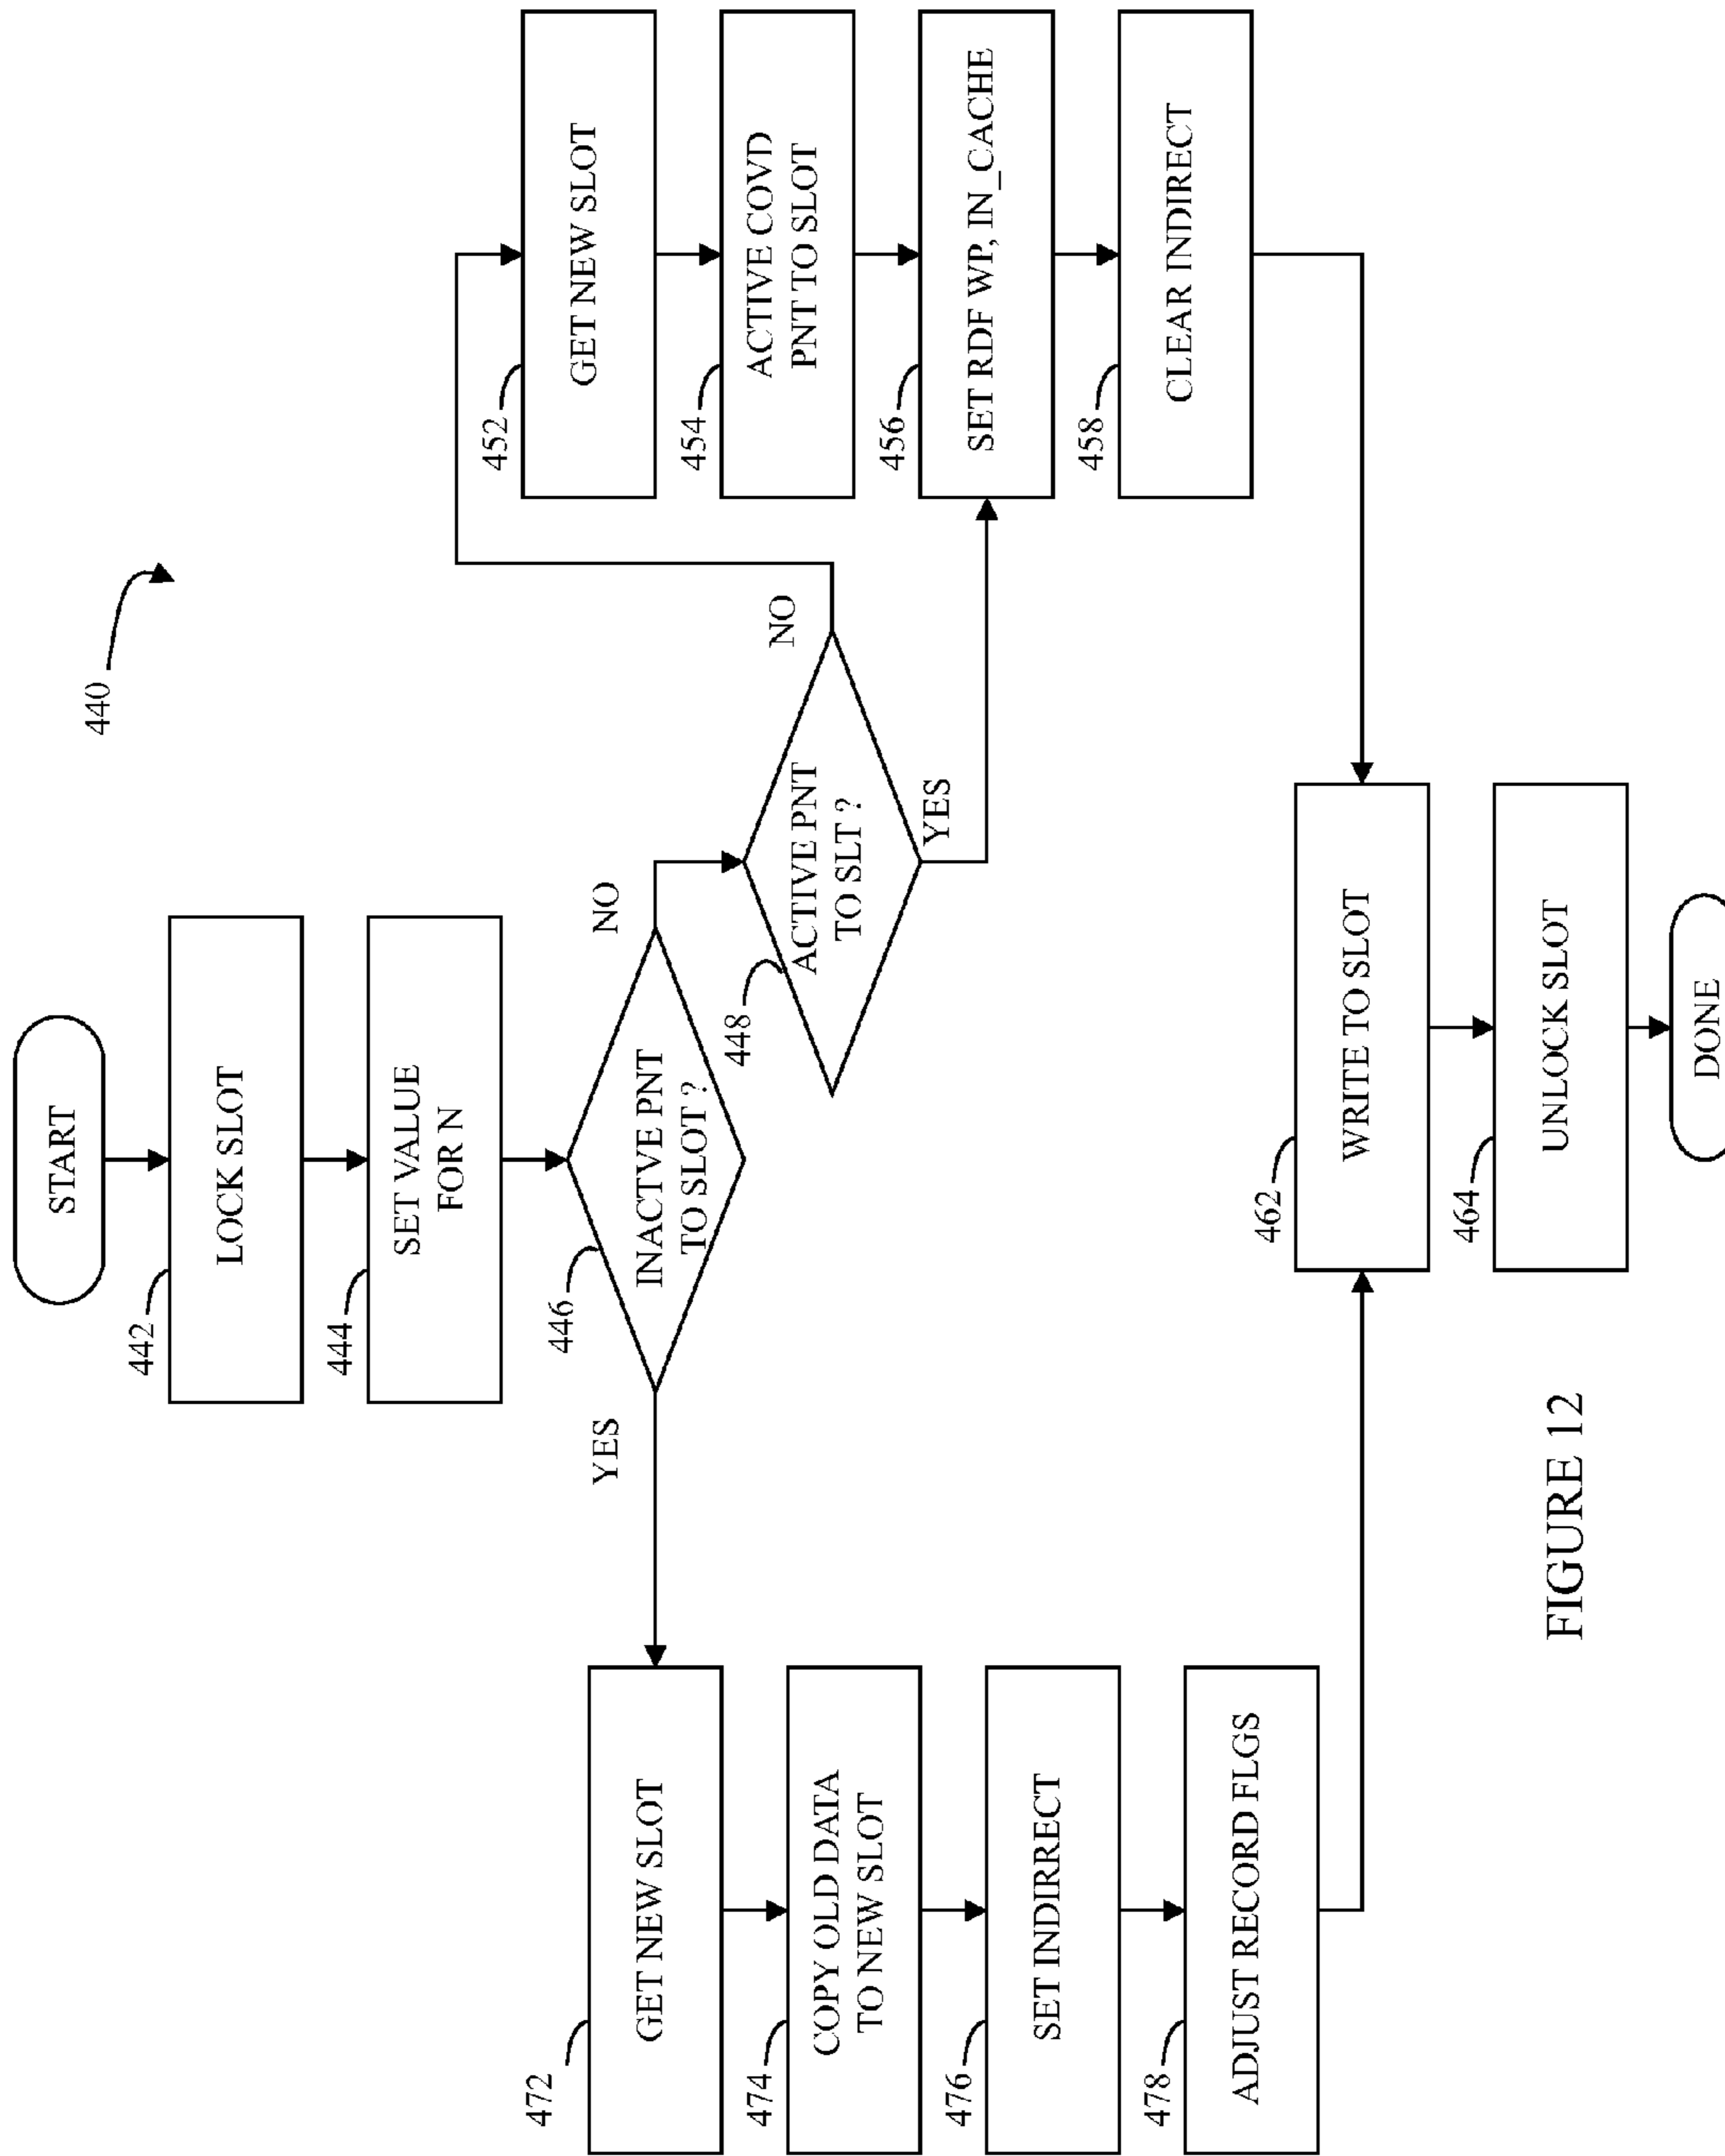 440
START
442
LOCK SLOT
444
SET VALUE
FOR N
446
INACTVE PNT
TO SLOT ?
YES
NO
448
ACTIVE PNT
TO SLT ?
NO
YES
452
GET NEW SLOT
454
ACTIVE COVD
PNT TO SLOT
456
SET RDF WP, IN_CACHE
458
CLEAR INDIRECT
472
GET NEW SLOT
474
COPY OLD DATA
TO NEW SLOT
476
SET INDIRRECT
478
ADJUST RECORD FLGS
462
WRITE TO SLOT
464
UNLOCK SLOT
DONE
FIGURE 12